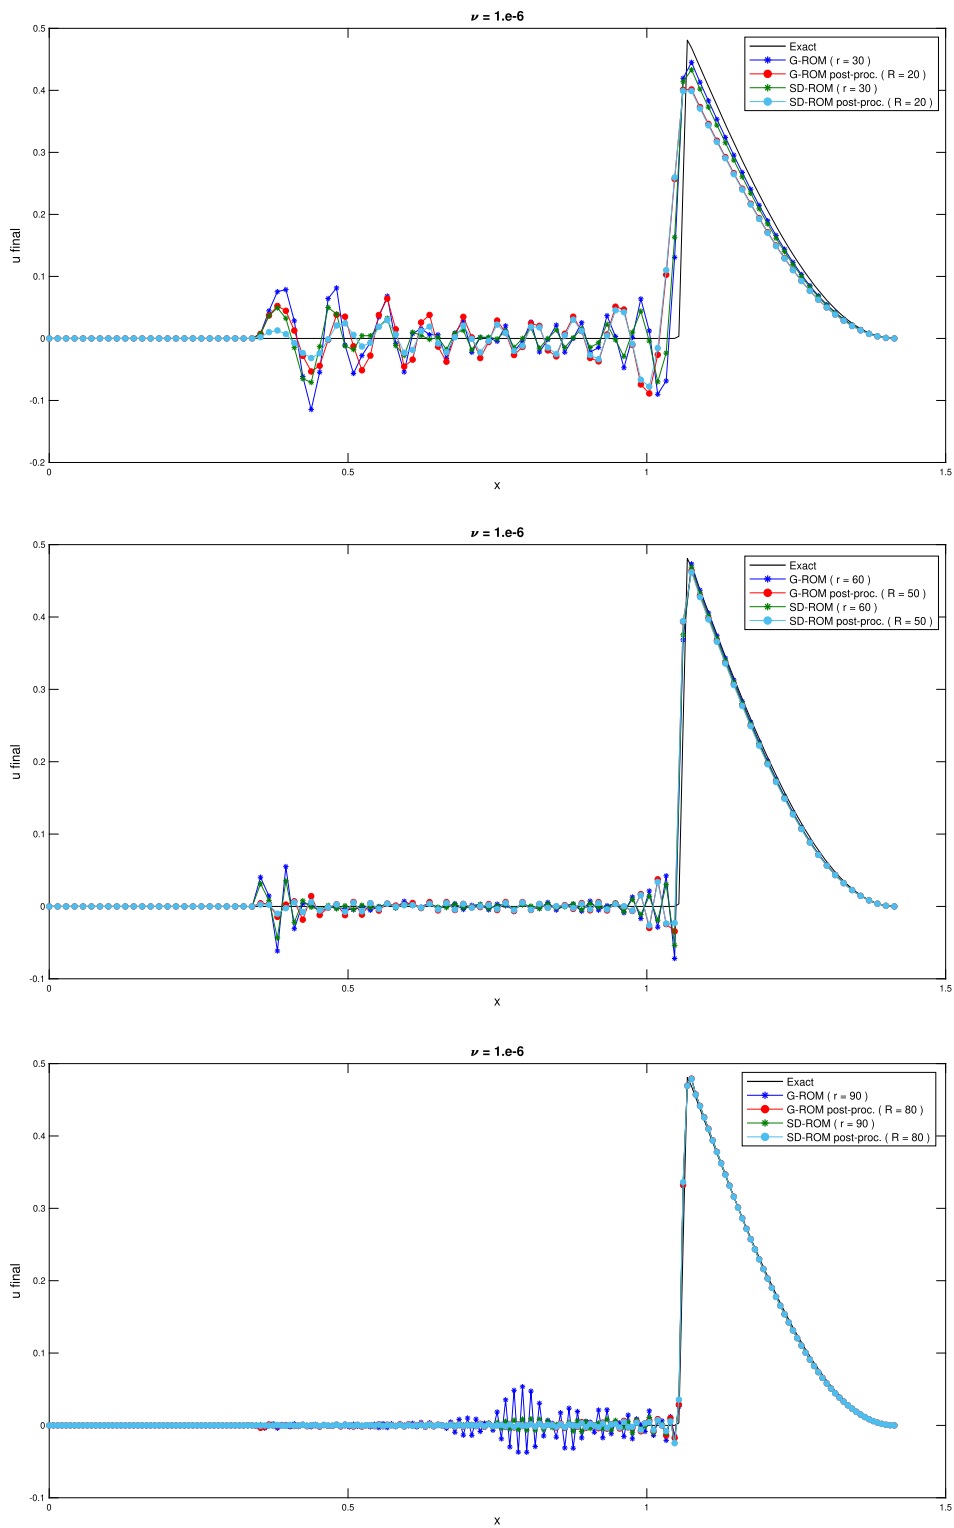 ν = 1.e-6
0.5
0.4
0.3
0.2
0.1
0
-0.1
-0.2
u final
Exact
G-ROM ( r = 30 )
G-ROM post-proc. ( R = 20 )
SD-ROM ( r = 30 )
SD-ROM post-proc. ( R = 20 )
0 0.5 1 1.5
x
ν = 1.e-6
0.5
0.4
0.3
0.2
0.1
0
-0.1
u final
Exact
G-ROM ( r = 60 )
G-ROM post-proc. ( R = 50 )
SD-ROM ( r = 60 )
SD-ROM post-proc. ( R = 50 )
0 0.5 1 1.5
x
ν = 1.e-6
0.5
0.4
0.3
0.2
0.1
0
-0.1
u final
Exact
G-ROM ( r = 90 )
G-ROM post-proc. ( R = 80 )
SD-ROM ( r = 90 )
SD-ROM post-proc. ( R = 80 )
0 0.5 1 1.5
x